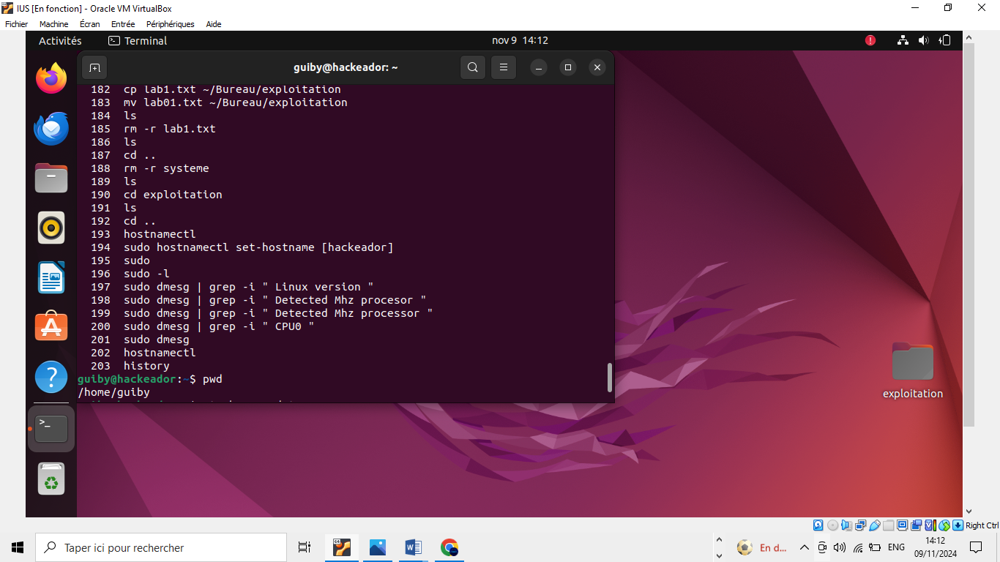 IUS [En fonction] - Oracle VM VirtualBox
Fichier Machine Écran Entrée Périphériques Aide
Activités Terminal nov 9 14:12
guiby@hackeador: ~
182 cp lab1.txt ~/Bureau/exploitation
183 mv lab01.txt ~/Bureau/exploitation
184 ls
185 rm -r lab1.txt
186 ls
187 cd ..
188 rm -r systeme
189 ls
190 cd exploitation
191 ls
192 cd ..
193 hostnamectl
194 sudo hostnamectl set-hostname [hackeador]
195 sudo
196 sudo -l
197 sudo dmesg | grep -i " Linux version "
198 sudo dmesg | grep -i " Detected Mhz procesor "
199 sudo dmesg | grep -i " Detected Mhz processor "
200 sudo dmesg | grep -i " CPU0 "
201 sudo dmesg
202 hostnamectl
203 history
guiby@hackeador:~$ pwd
/home/guiby
exploitation
Right Ctrl
Taper ici pour rechercher
En d...
ENG
14:12
09/11/2024